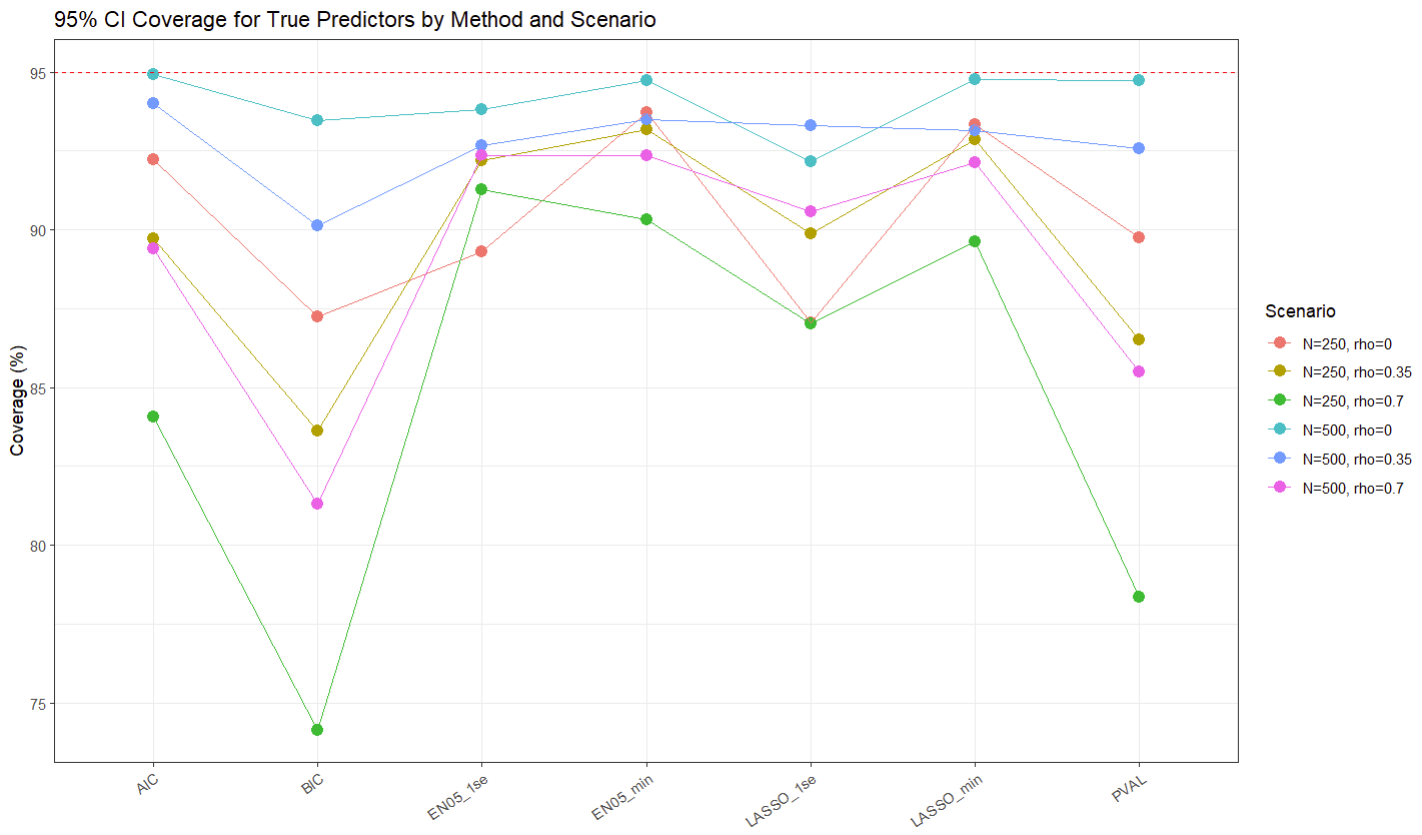 95% CI Coverage for True Predictors by Method and Scenario
Coverage (%)
95
90
85
80
75
AIC
BIC
EN05_1se
EN05_min
LASSO_1se
LASSO_min
PVAL
Scenario
N=250, rho=0
N=250, rho=0.35
N=250, rho=0.7
N=500, rho=0
N=500, rho=0.35
N=500, rho=0.7